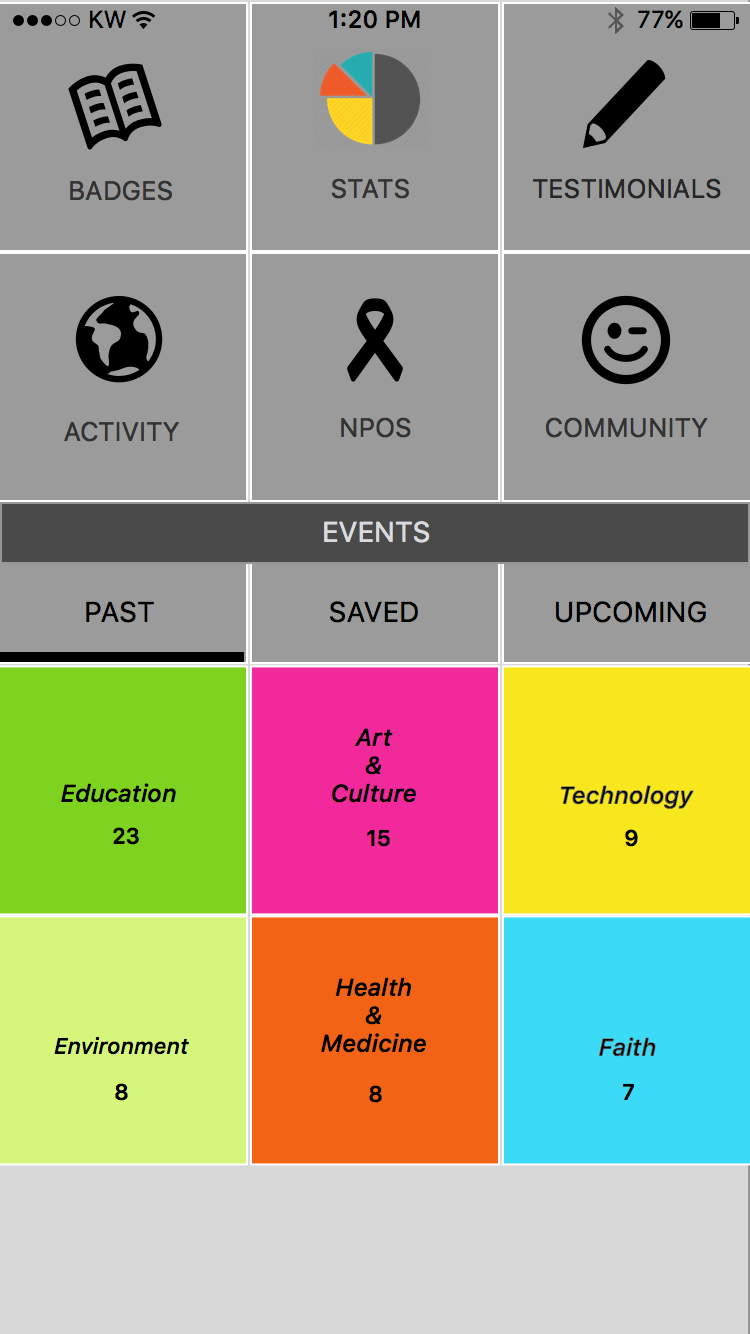 KW 1:20 PM 77%
BADGES STATS TESTIMONIALS
ACTIVITY NPOS COMMUNITY
EVENTS
PAST SAVED UPCOMING
Education
23
Art
&
Culture
15
Technology
9
Environment
8
Health
&
Medicine
8
Faith
7